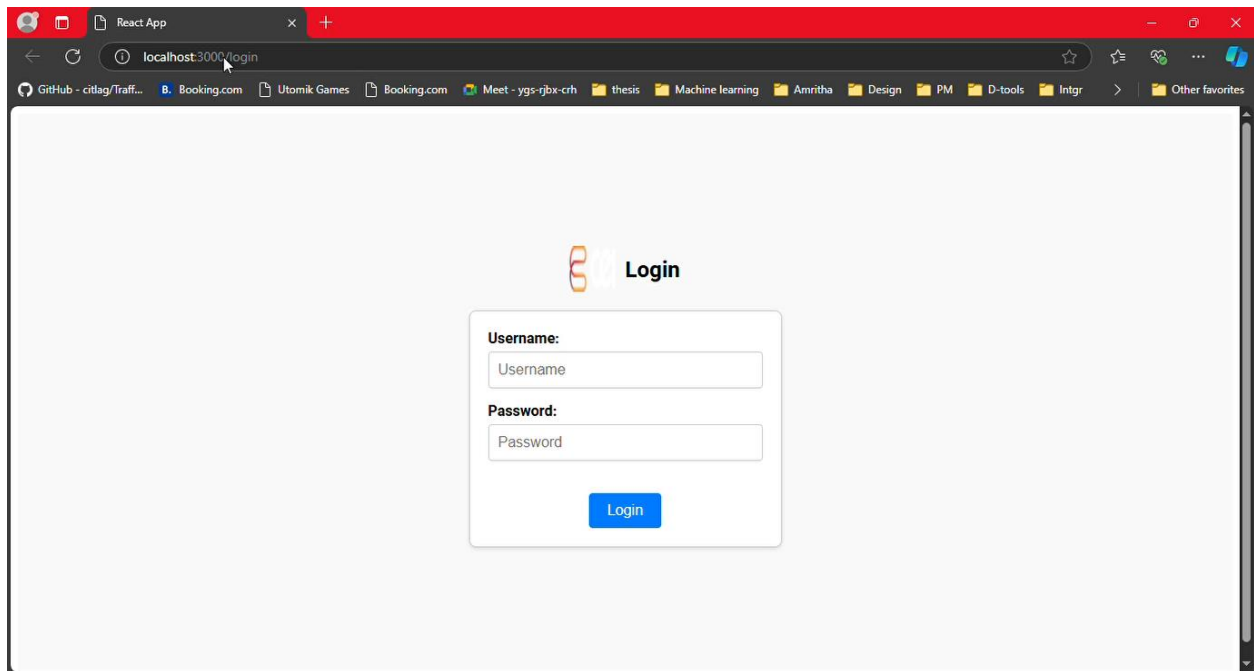 React App
localhost:3000/login
GitHub - citlag/Traff... B. Booking.com Utomik Games Booking.com Meet - ygs-rjbx-crh thesis Machine learning Amritha Design PM D-tools Intgr Other favorites
Login
Username:
Username
Password:
Password
Login